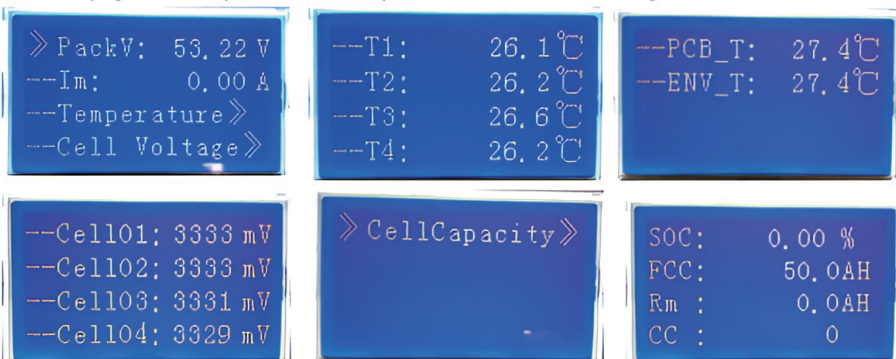 》PackV: 53.22 V
--Im: 0.00 A
--Temperature》
--Cell Voltage》
--T1: 26.1℃
--T2: 26.2℃
--T3: 26.6℃
--T4: 26.2℃
--PCB_T: 27.4℃
--ENV_T: 27.4℃
--Cell01: 3333 mV
--Cell02: 3333 mV
--Cell03: 3331 mV
--Cell04: 3329 mV
》CellCapacity》
SOC: 0.00 %
FCC: 50.0AH
Rm : 0.0AH
CC : 0